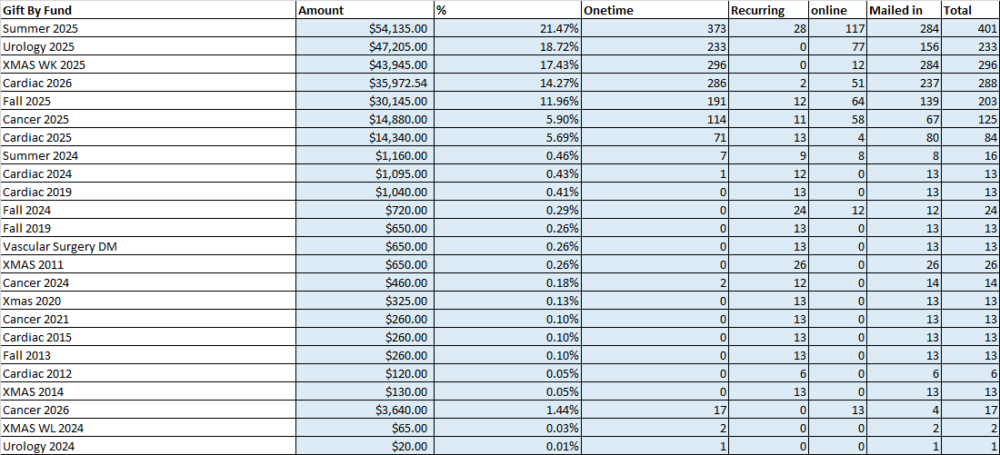 Gift By Fund Amount % Onetime Recurring online Mailed in Total
Summer 2025 $54,135.00 21.47% 373 28 117 284 401
Urology 2025 $47,205.00 18.72% 233 0 77 156 233
XMAS WK 2025 $43,945.00 17.43% 296 0 12 284 296
Cardiac 2026 $35,972.54 14.27% 286 2 51 237 288
Fall 2025 $30,145.00 11.96% 191 12 64 139 203
Cancer 2025 $14,880.00 5.90% 114 11 58 67 125
Cardiac 2025 $14,340.00 5.69% 71 13 4 80 84
Summer 2024 $1,160.00 0.46% 7 9 8 8 16
Cardiac 2024 $1,095.00 0.43% 1 12 0 13 13
Cardiac 2019 $1,040.00 0.41% 0 13 0 13 13
Fall 2024 $720.00 0.29% 0 24 12 12 24
Fall 2019 $650.00 0.26% 0 13 0 13 13
Vascular Surgery DM $650.00 0.26% 0 13 0 13 13
XMAS 2011 $650.00 0.26% 0 26 0 26 26
Cancer 2024 $460.00 0.18% 2 12 0 14 14
Xmas 2020 $325.00 0.13% 0 13 0 13 13
Cancer 2021 $260.00 0.10% 0 13 0 13 13
Cardiac 2015 $260.00 0.10% 0 13 0 13 13
Fall 2013 $260.00 0.10% 0 13 0 13 13
Cardiac 2012 $120.00 0.05% 0 6 0 6 6
XMAS 2014 $130.00 0.05% 0 13 0 13 13
Cancer 2026 $3,640.00 1.44% 17 0 13 4 17
XMAS WL 2024 $65.00 0.03% 2 0 0 2 2
Urology 2024 $20.00 0.01% 1 0 0 1 1